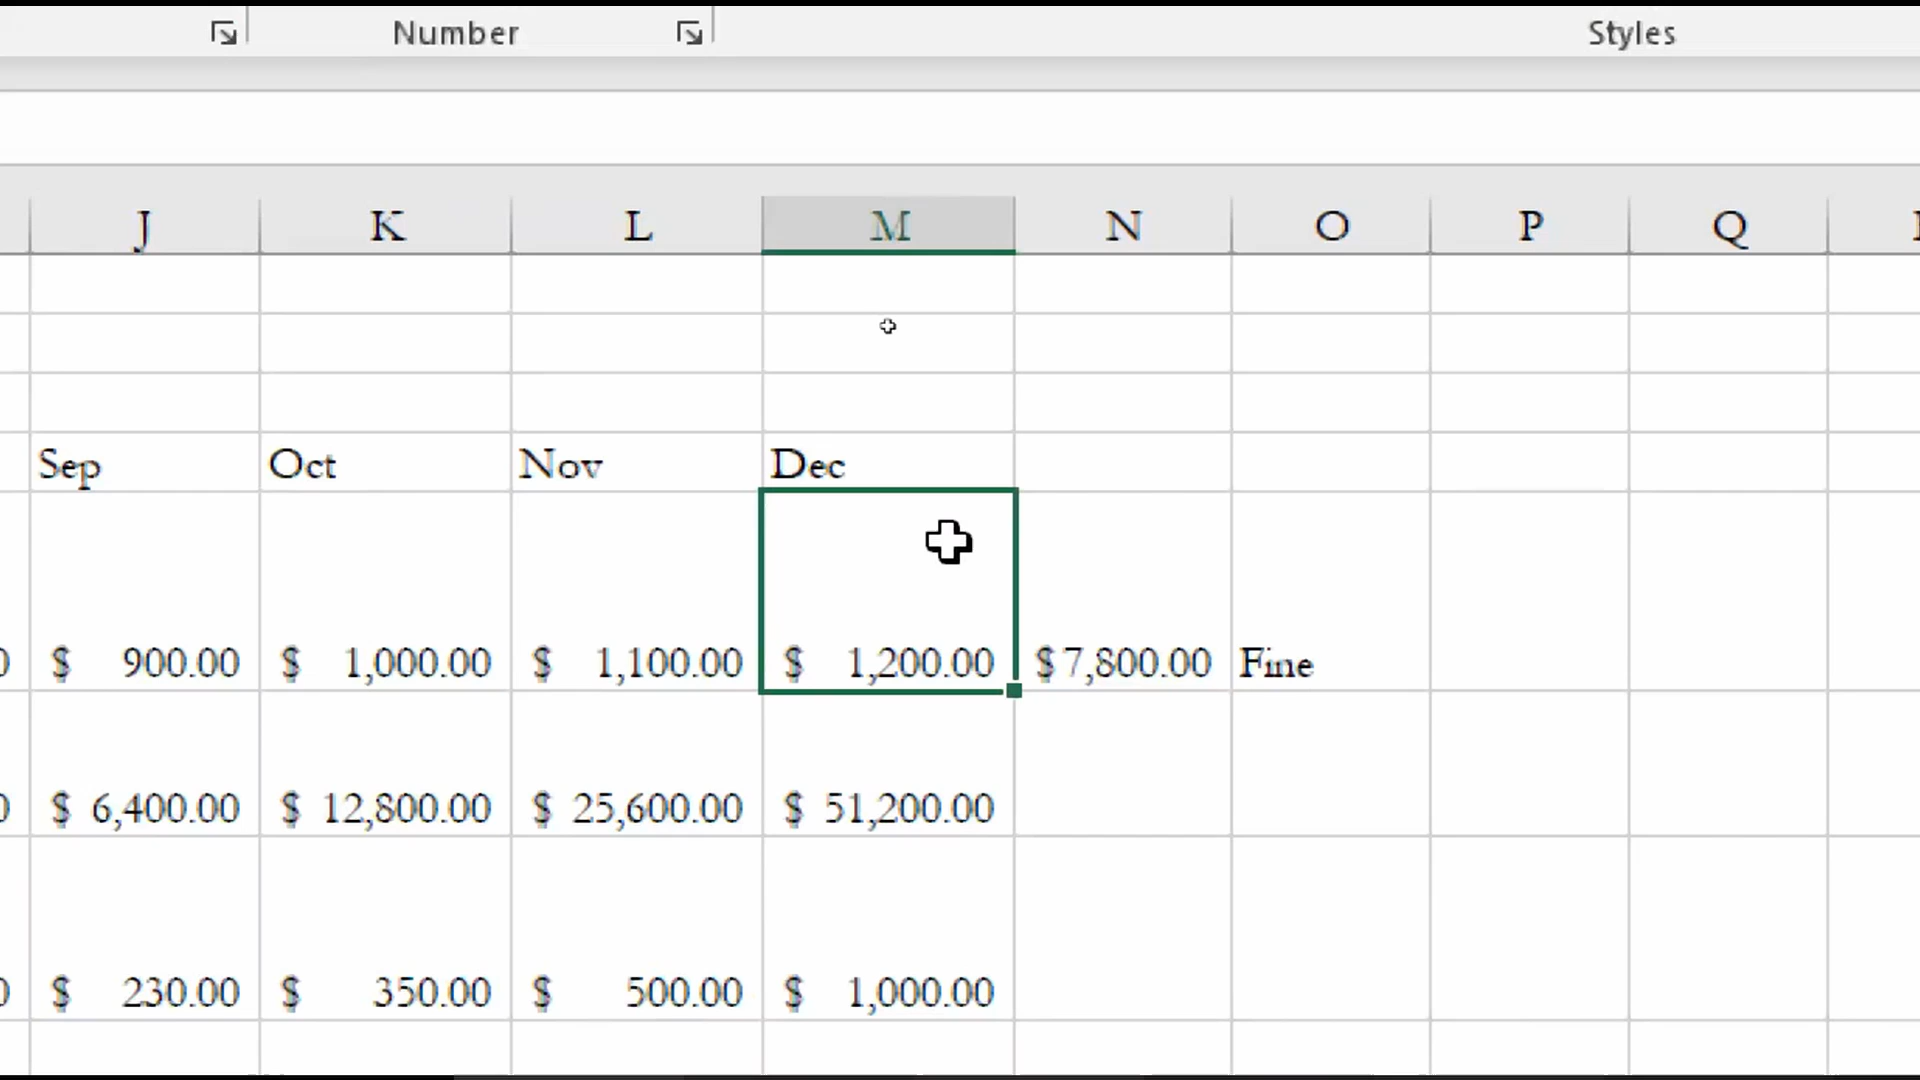 Number Styles
J K L M N O P Q
Sep Oct Nov Dec
$ 900.00 $ 1,000.00 $ 1,100.00 $ 1,200.00 $7,800.00 Fine
$ 6,400.00 $ 12,800.00 $ 25,600.00 $ 51,200.00
$ 230.00 $ 350.00 $ 500.00 $ 1,000.00